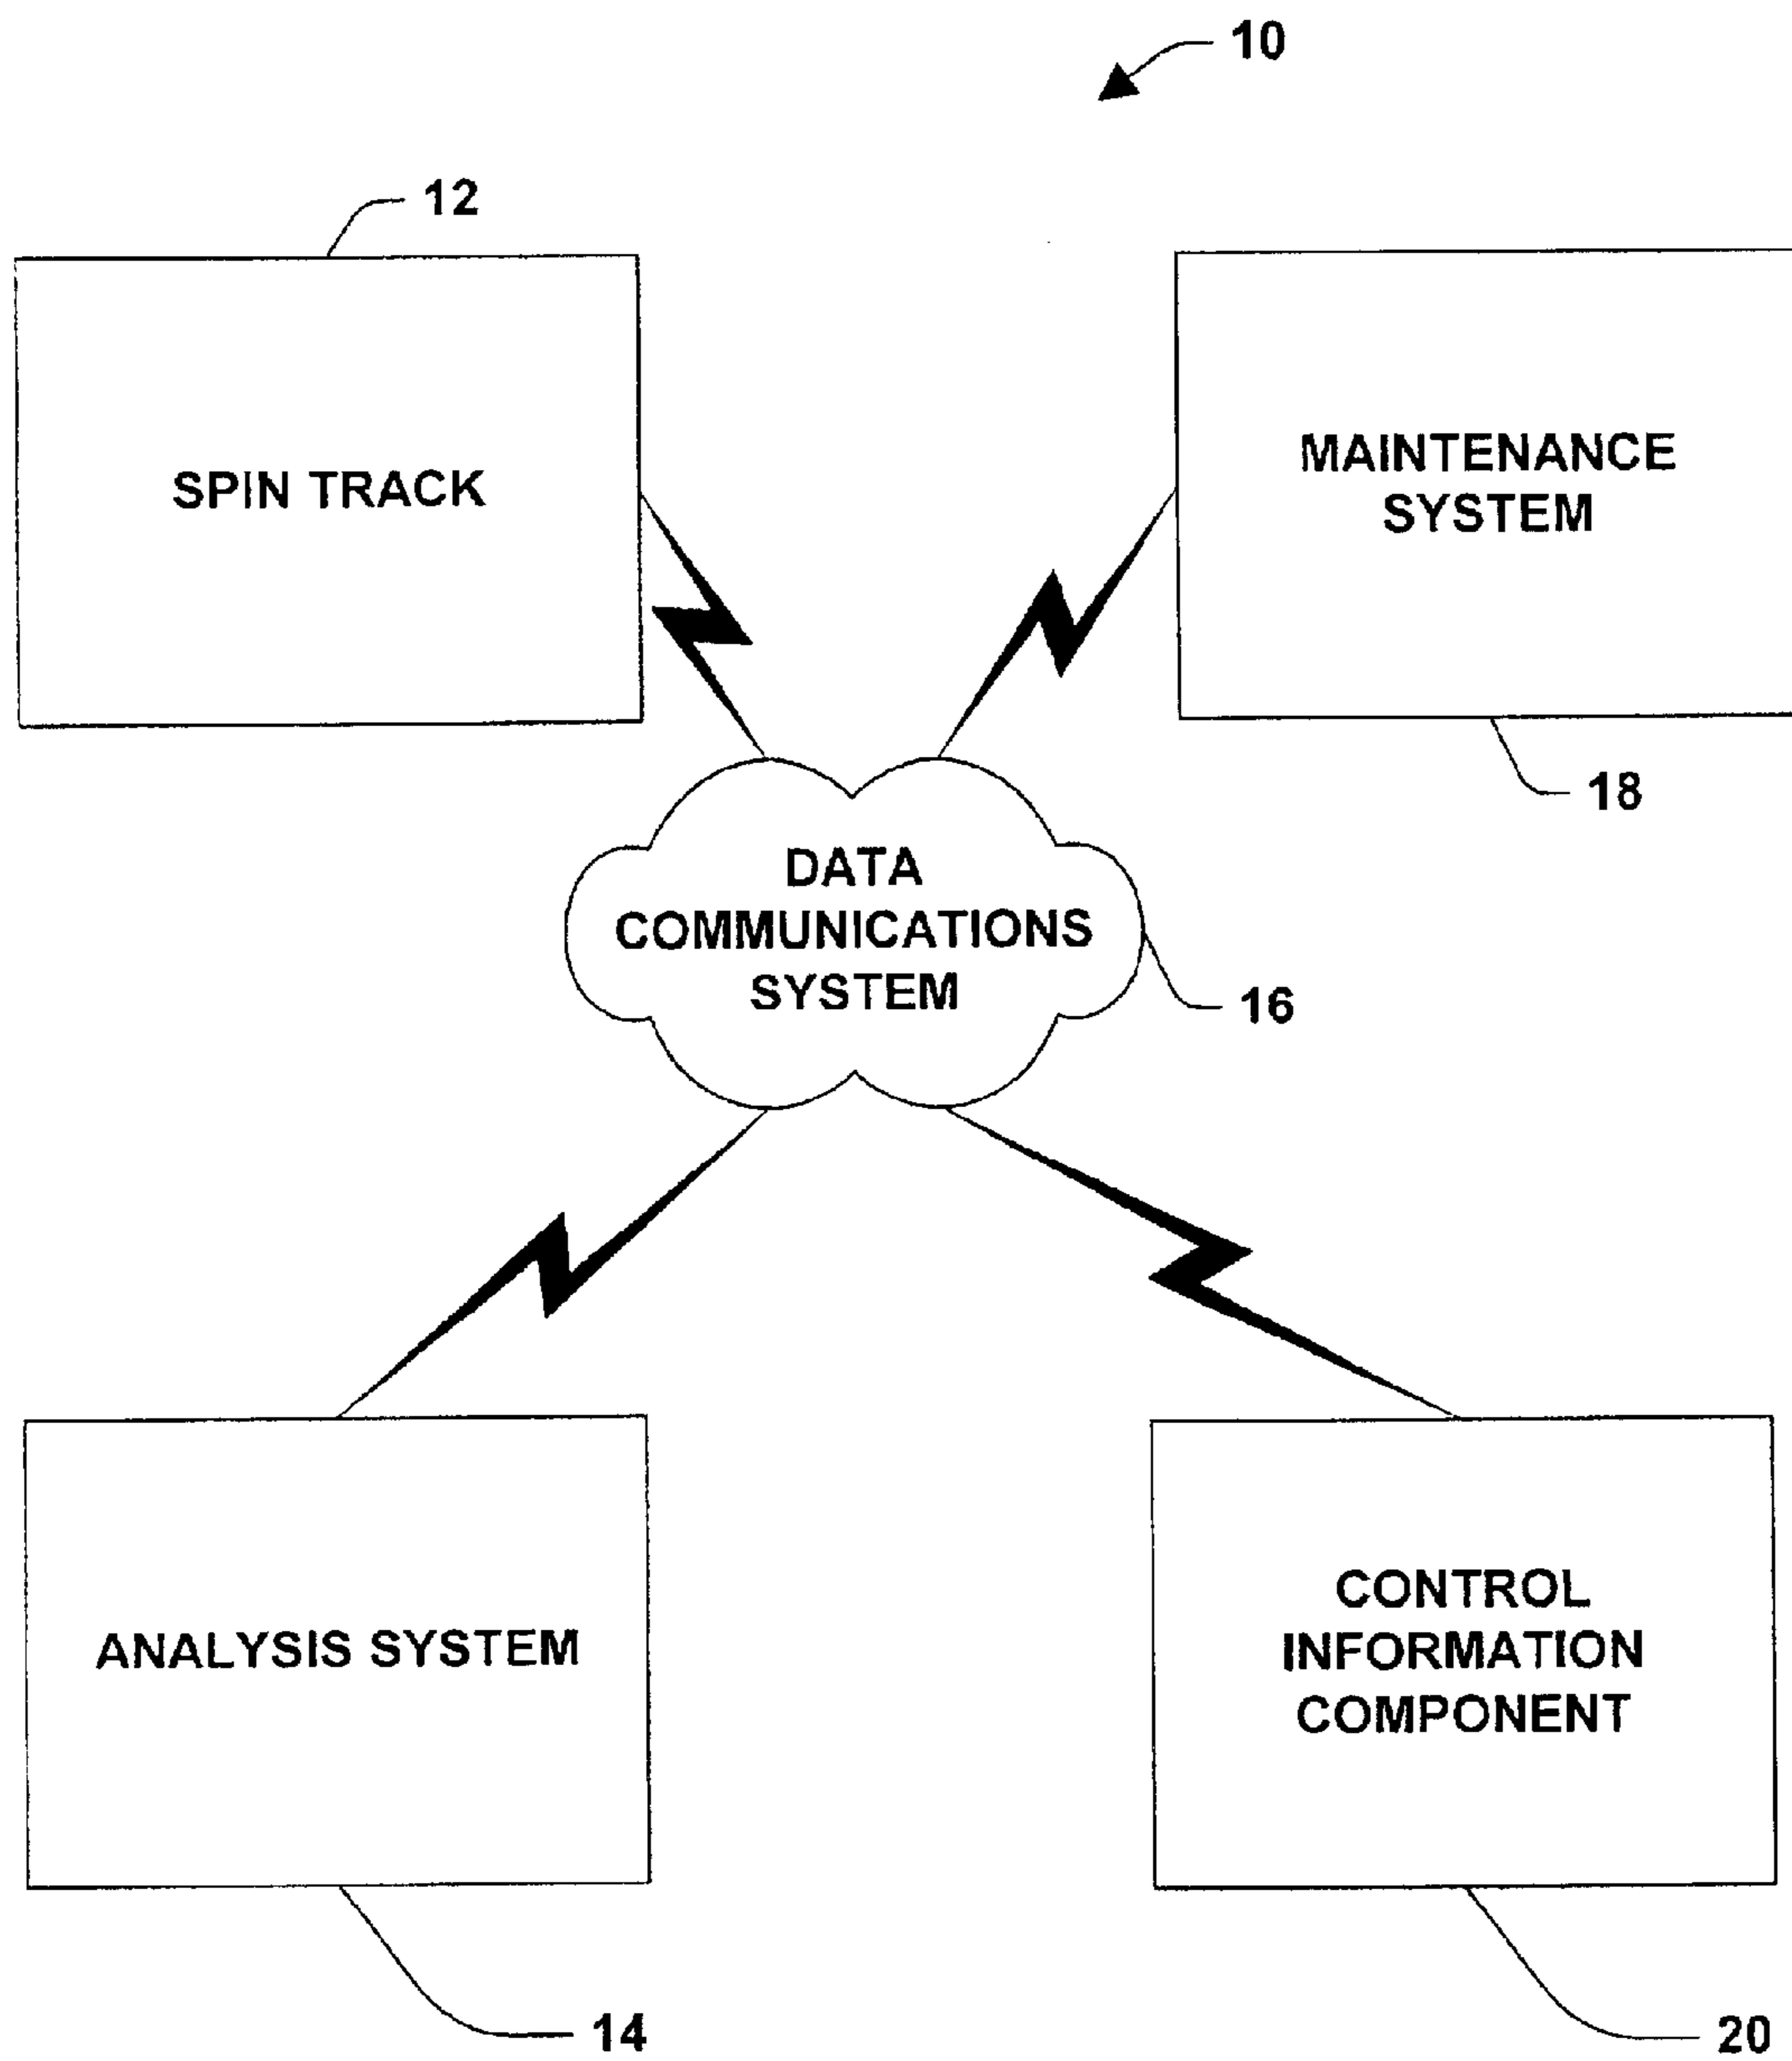 10
12
SPIN TRACK
MAINTENANCE
SYSTEM
18
DATA
COMMUNICATIONS
SYSTEM
16
ANALYSIS SYSTEM
CONTROL
INFORMATION
COMPONENT
14
20